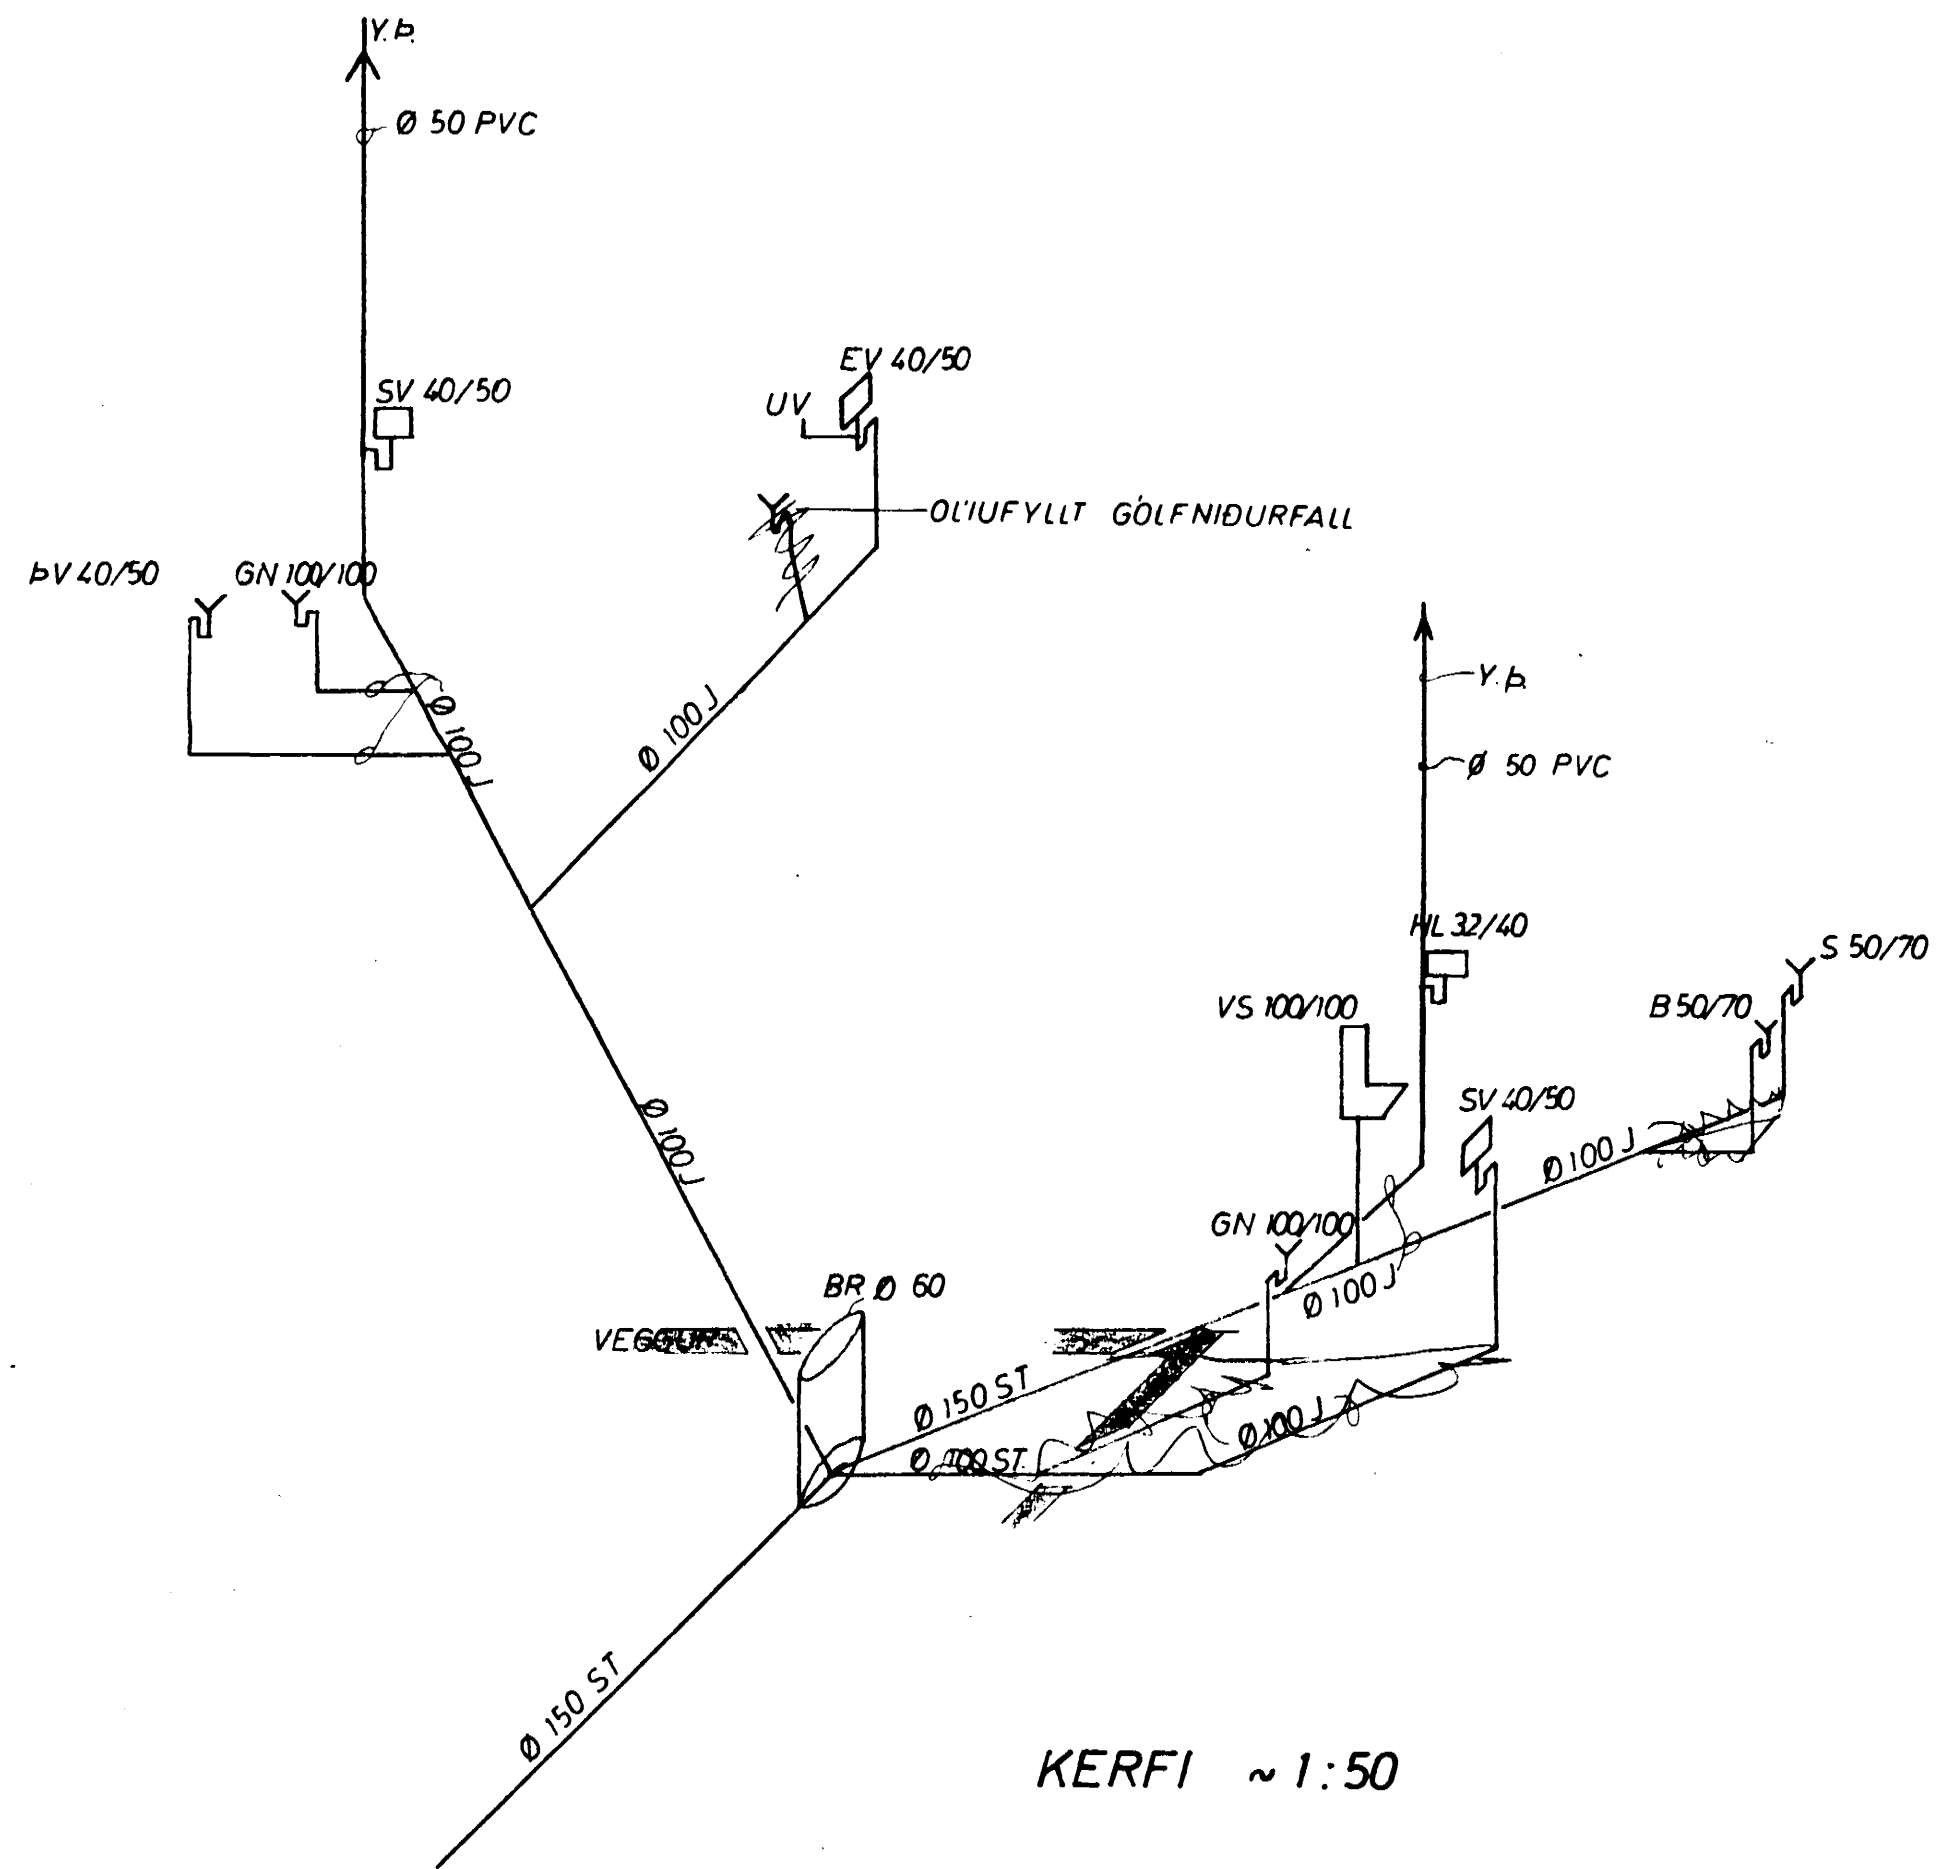 Y.Þ.
Ø 50 PVC
EV 40/50
SV 40/50
UV
OLÍUFYLLT GÓLFNIÐURFALL
ÞV 40/50
GN 100/100
Y.Þ.
Ø 100 J
Ø 100 J
Ø 50 PVC
HL 32/40
S 50/70
VS 100/100
B 50/70
SV 40/50
Ø 100 J
Ø 100 J
GN 100/100
BR Ø 60
Ø 100 J
VEGGUR
Ø 150 ST
Ø 100 J
Ø 100 ST
Ø 150 ST
KERFI ~ 1:50